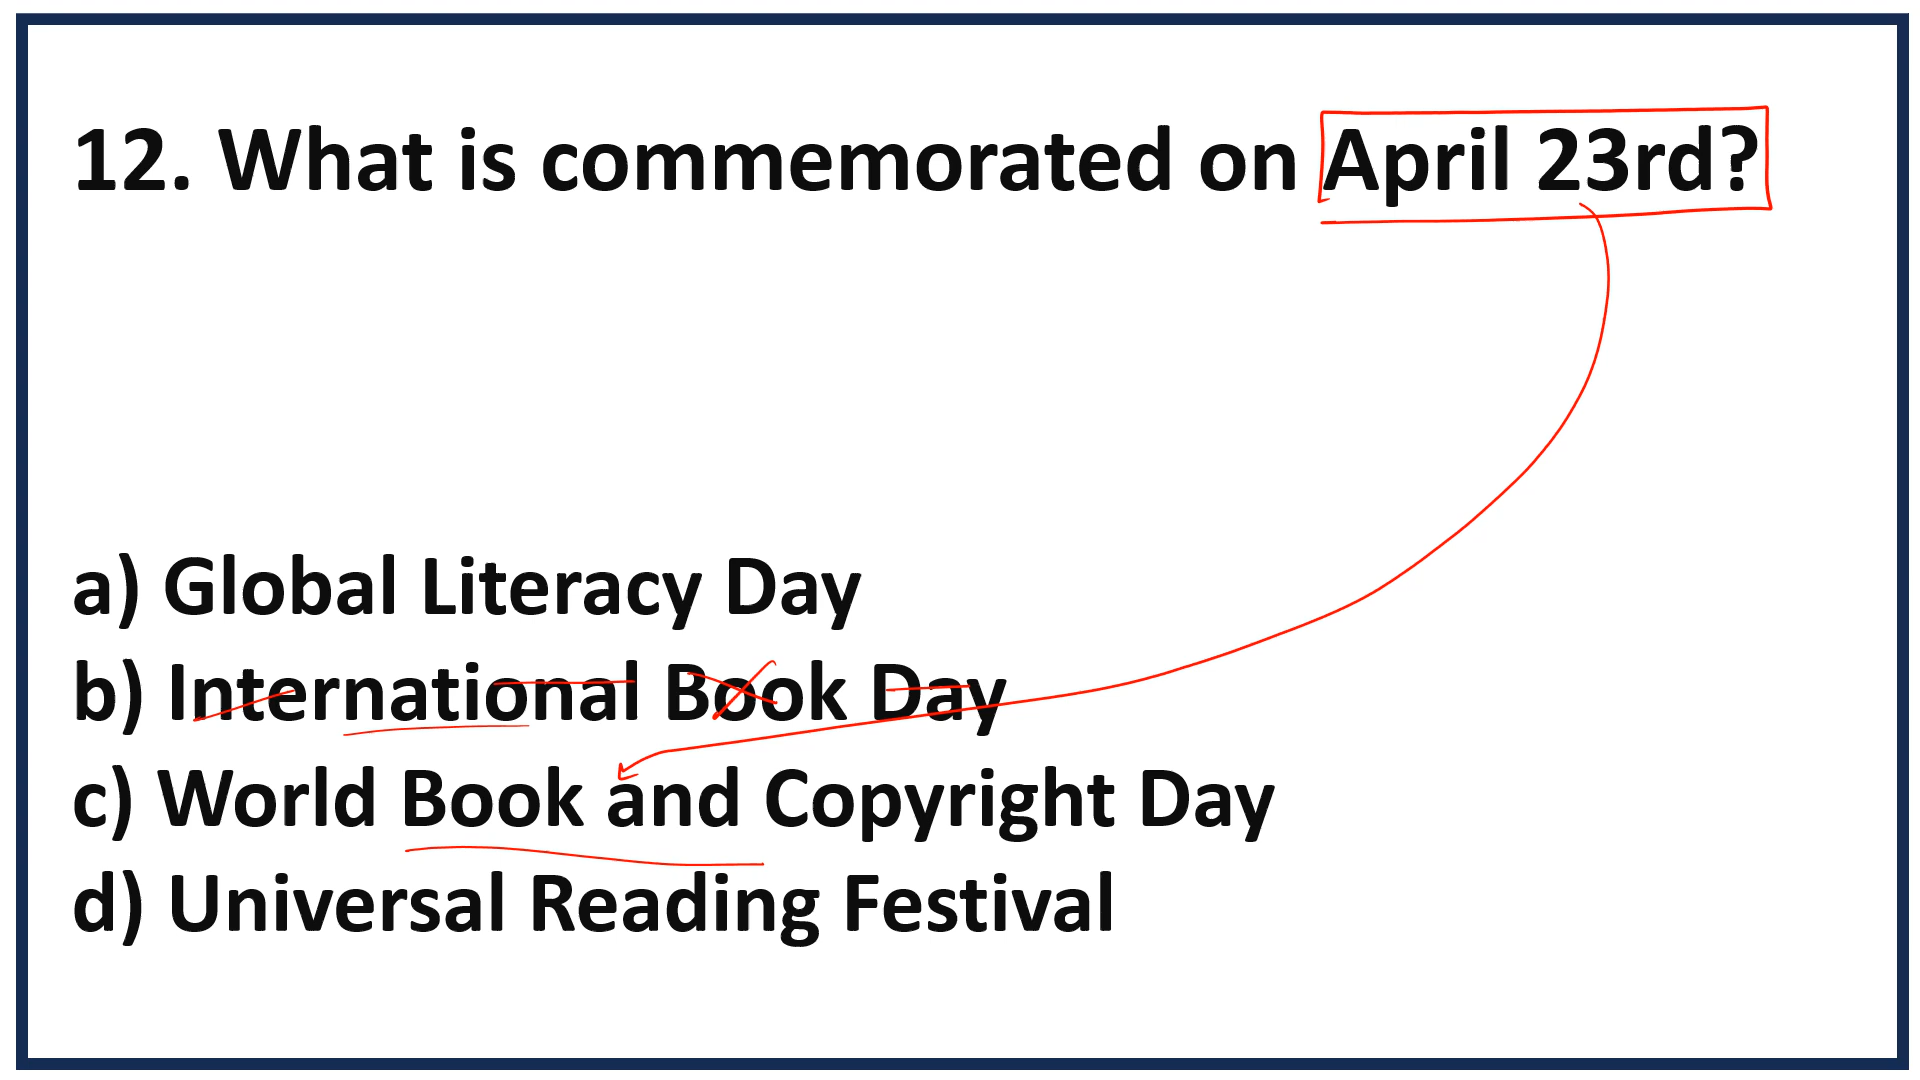 12. What is commemorated on April 23rd?
a) Global Literacy Day
b) International Book Day
c) World Book and Copyright Day
d) Universal Reading Festival